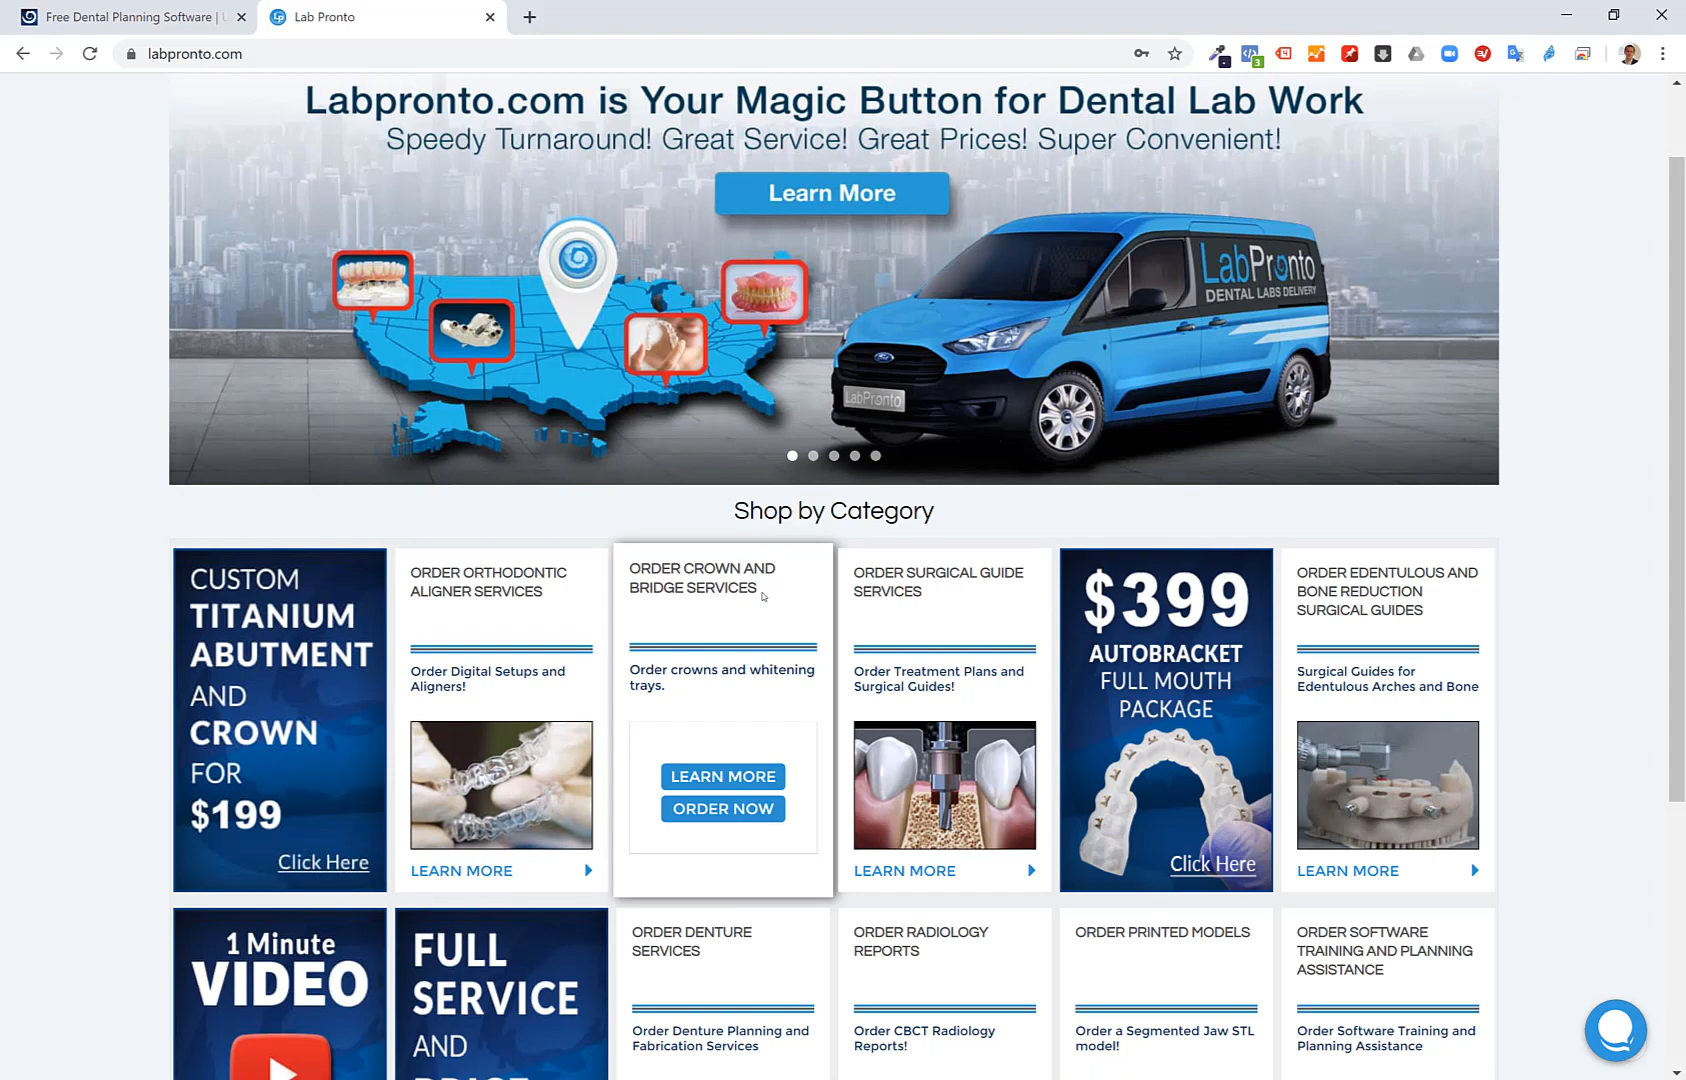 Free Dental Planning Software |
Lab Pronto
labpronto.com
Labpronto.com is Your Magic Button for Dental Lab Work
Speedy Turnaround! Great Service! Great Prices! Super Convenient!
Learn More
LabPronto
DENTAL LABS DELIVERY
LabPronto
Shop by Category
CUSTOM
TITANIUM
ABUTMENT
AND
CROWN
FOR
$199
Click Here
ORDER ORTHODONTIC
ALIGNER SERVICES
Order Digital Setups and
Aligners!
LEARN MORE
ORDER CROWN AND
BRIDGE SERVICES
Order crowns and whitening
trays.
LEARN MORE
ORDER NOW
ORDER SURGICAL GUIDE
SERVICES
Order Treatment Plans and
Surgical Guides!
LEARN MORE
$399
AUTOBRACKET
FULL MOUTH
PACKAGE
Click Here
ORDER EDENTULOUS AND
BONE REDUCTION
SURGICAL GUIDES
Surgical Guides for
Edentulous Arches and Bone
LEARN MORE
1 Minute
VIDEO
FULL
SERVICE
AND
PRICE
ORDER DENTURE
SERVICES
Order Denture Planning and
Fabrication Services
ORDER RADIOLOGY
REPORTS
Order CBCT Radiology
Reports!
ORDER PRINTED MODELS
Order a Segmented Jaw STL
model!
ORDER SOFTWARE
TRAINING AND PLANNING
ASSISTANCE
Order Software Training and
Planning Assistance